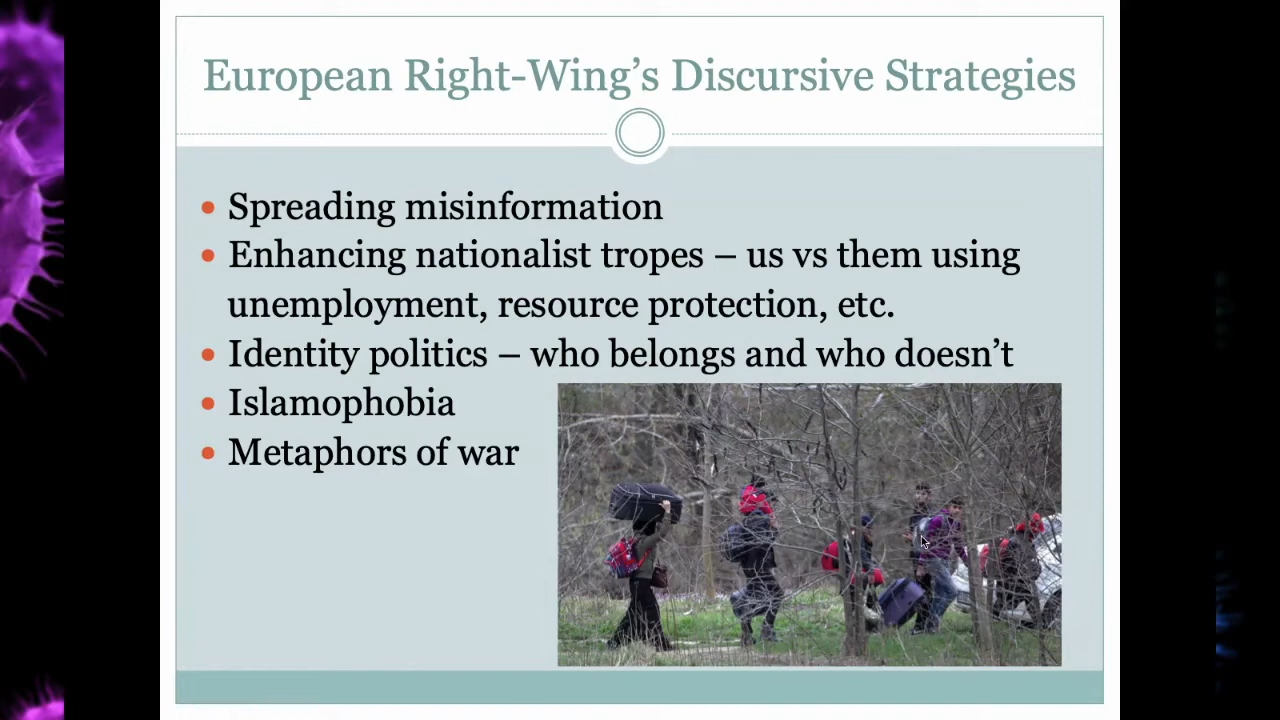 European Right-Wing’s Discursive Strategies
• Spreading misinformation
• Enhancing nationalist tropes – us vs them using
unemployment, resource protection, etc.
• Identity politics – who belongs and who doesn’t
• Islamophobia
• Metaphors of war